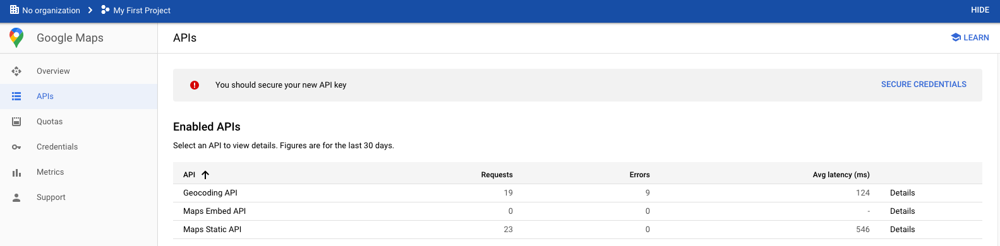 No organization My First Project HIDE
Google Maps
APIs
LEARN
Overview
APIs
Quotas
Credentials
Metrics
Support
You should secure your new API key SECURE CREDENTIALS
Enabled APIs
Select an API to view details. Figures are for the last 30 days.
API Requests Errors Avg latency (ms)
Geocoding API 19 9 124 Details
Maps Embed API 0 0 - Details
Maps Static API 23 0 546 Details